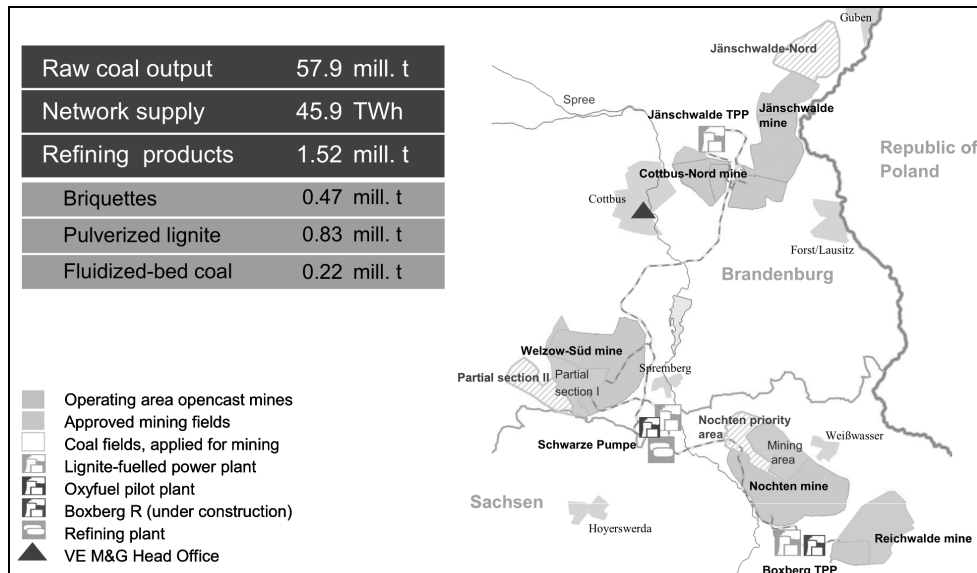 Raw coal output 57.9 mill. t
Network supply 45.9 TWh
Refining products 1.52 mill. t
Briquettes 0.47 mill. t
Pulverized lignite 0.83 mill. t
Fluidized-bed coal 0.22 mill. t
Operating area opencast mines
Approved mining fields
Coal fields, applied for mining
Lignite-fuelled power plant
Oxyfuel pilot plant
Boxberg R (under construction)
Refining plant
VE M&G Head Office
Guben
Jänschwalde-Nord
Spree
Jänschwalde TPP
Jänschwalde
mine
Republic of
Poland
Cottbus-Nord mine
Cottbus
Forst/Lausitz
Brandenburg
Welzow-Süd mine
Partial section II
Partial
section I
Spremberg
Nochten priority
area
Weißwasser
Schwarze Pumpe
Mining
area
Nochten mine
Sachsen
Hoyerswerda
Reichwalde mine
Boxberg TPP